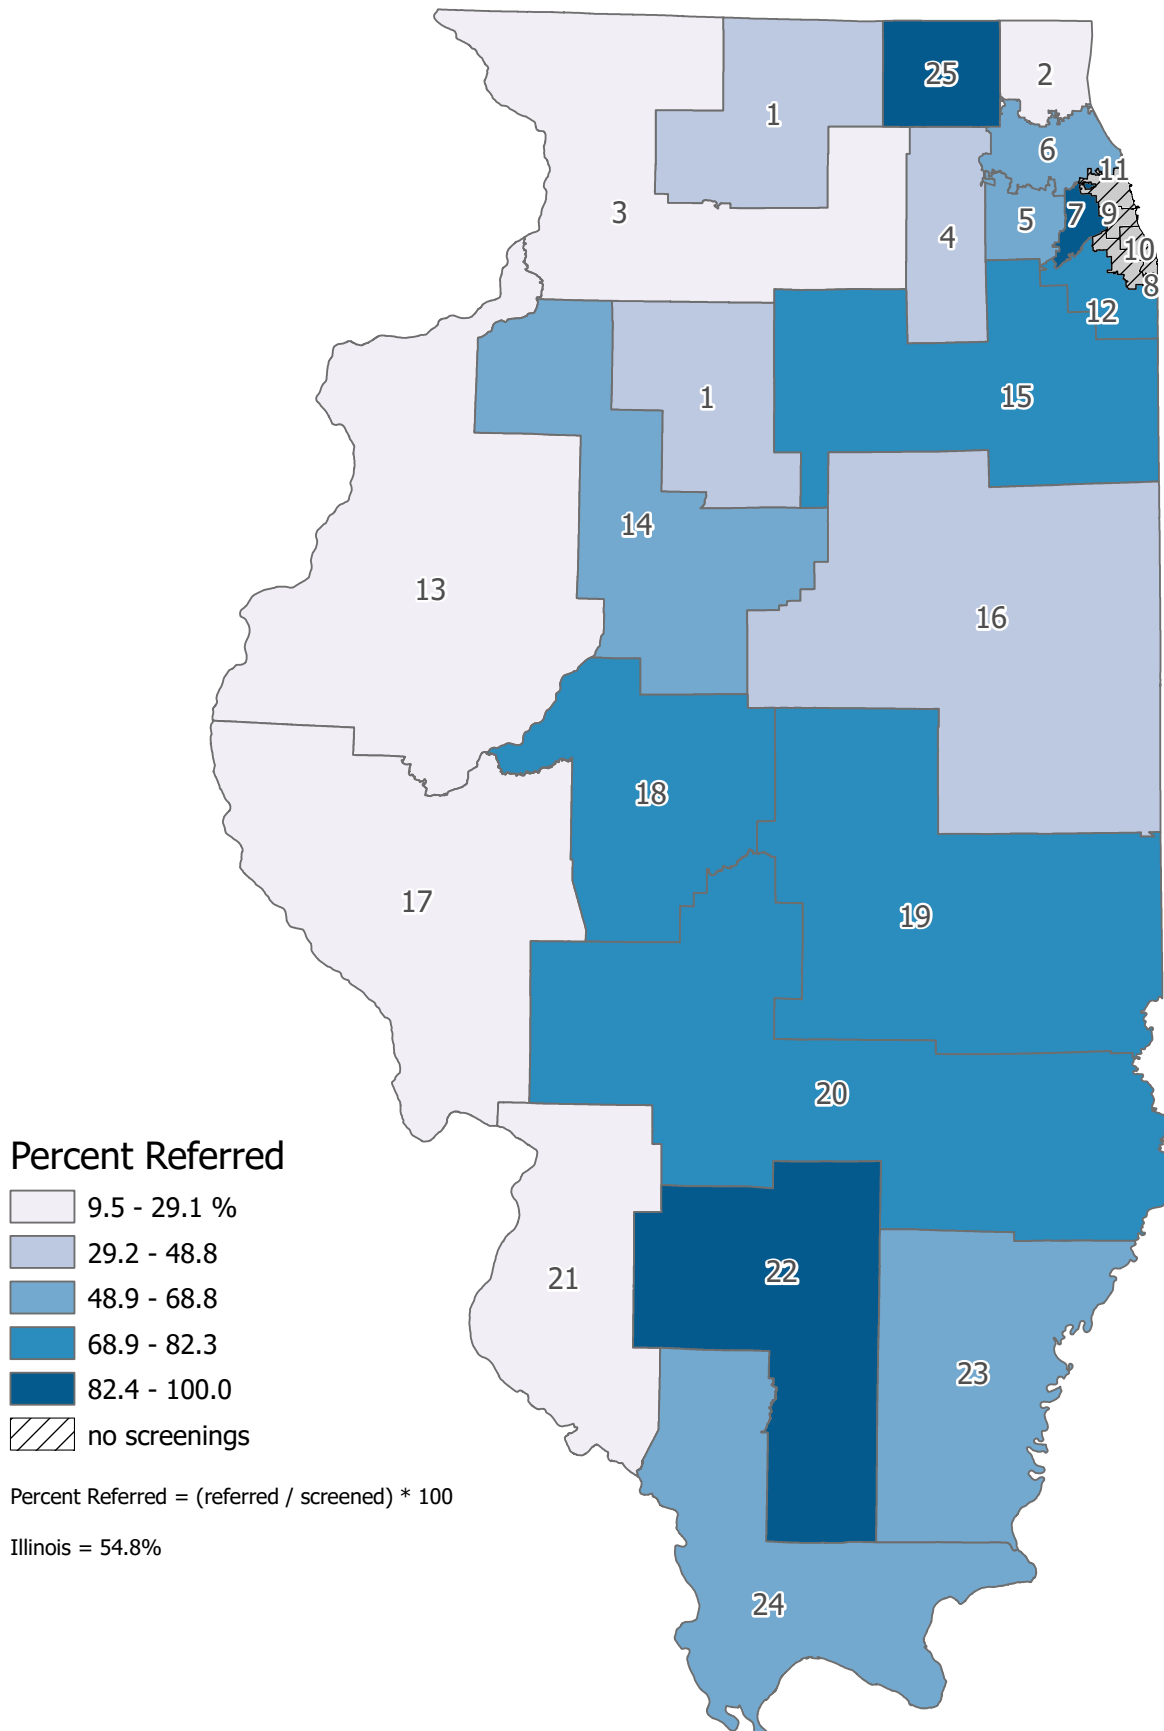 25
2
1
6
11
3
7
9
5
4
10
8
12
1
15
14
13
16
18
17
19
20
Percent Referred
9.5 - 29.1 %
29.2 - 48.8
48.9 - 68.8
68.9 - 82.3
82.4 - 100.0
no screenings
Percent Referred = (referred / screened) * 100
Illinois = 54.8%
22
21
23
24